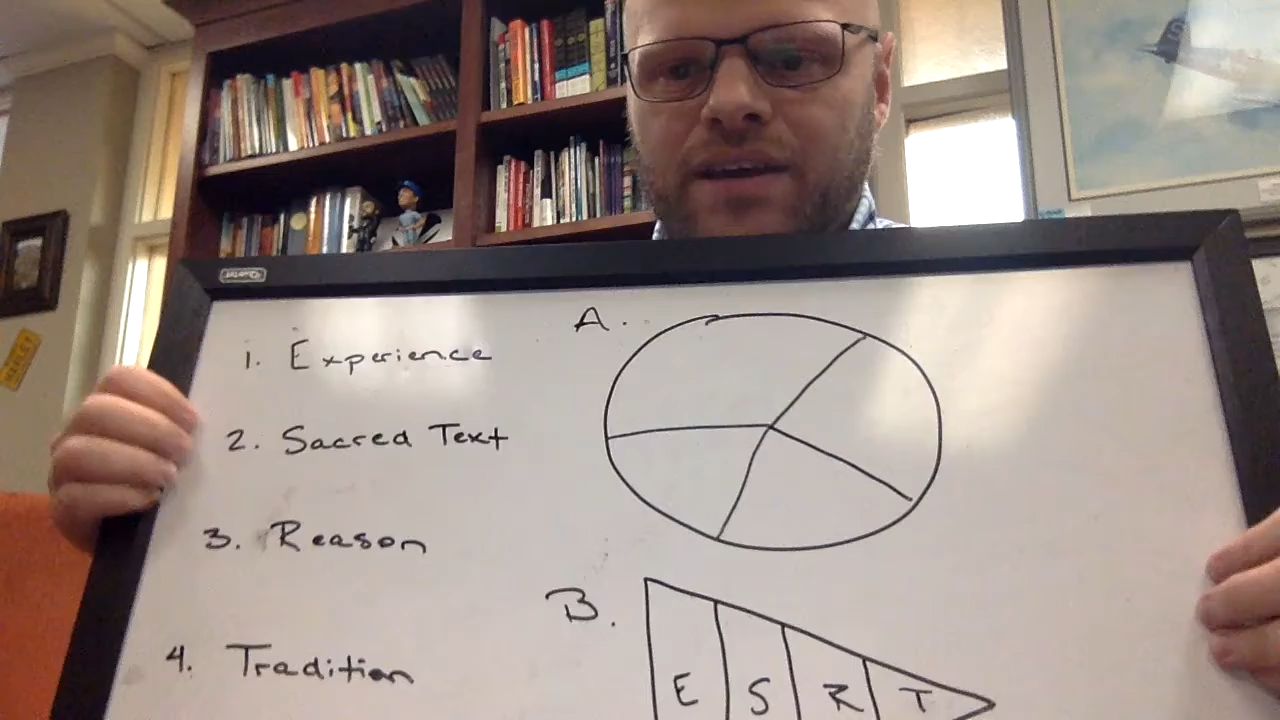 1. Experience
2. Sacred Text
3. Reason
4. Tradition
A.
B.
E S R T